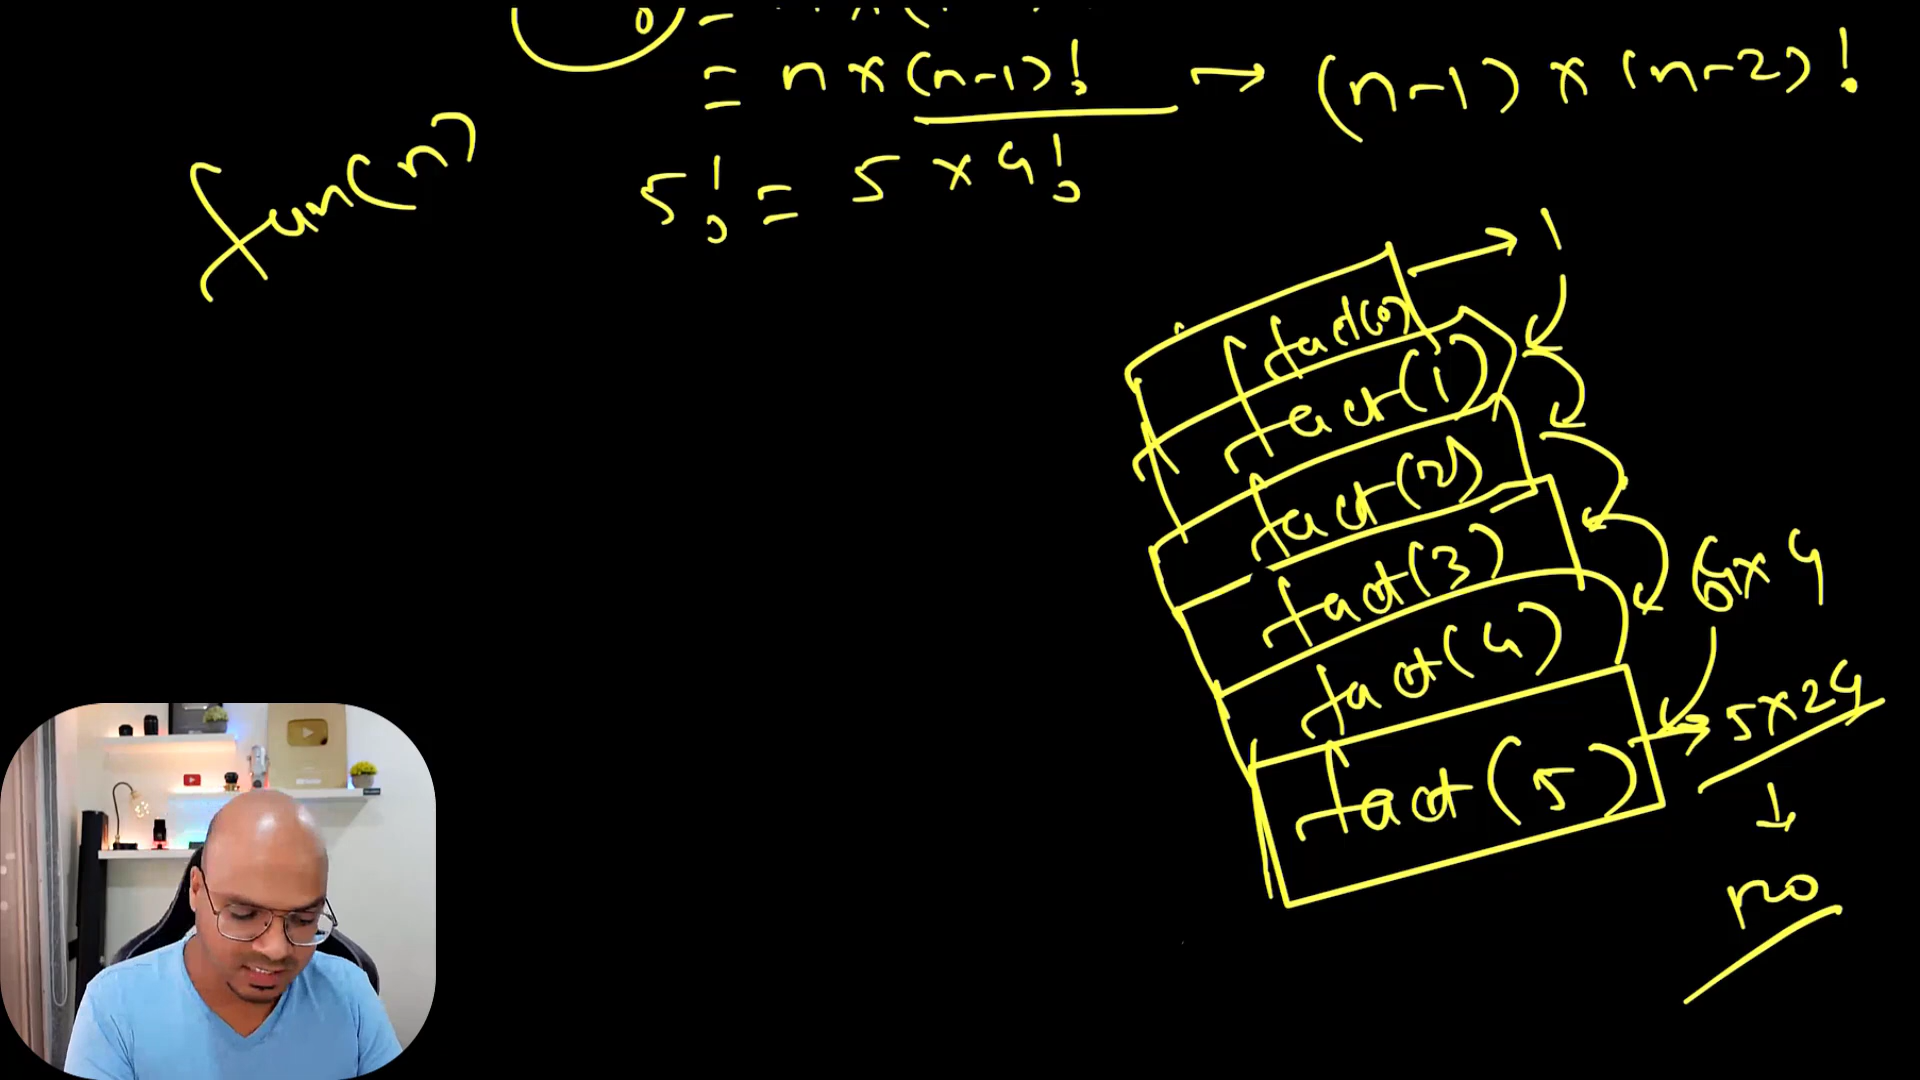 = n x (n-1)! → (n-1) x (n-2)!
fun(n)
5! = 5 x 4!
1
fact(0)
fact(1)
fact(2)
fact(3)
6 x 4
fact(4)
5 x 24
fact(5)
120